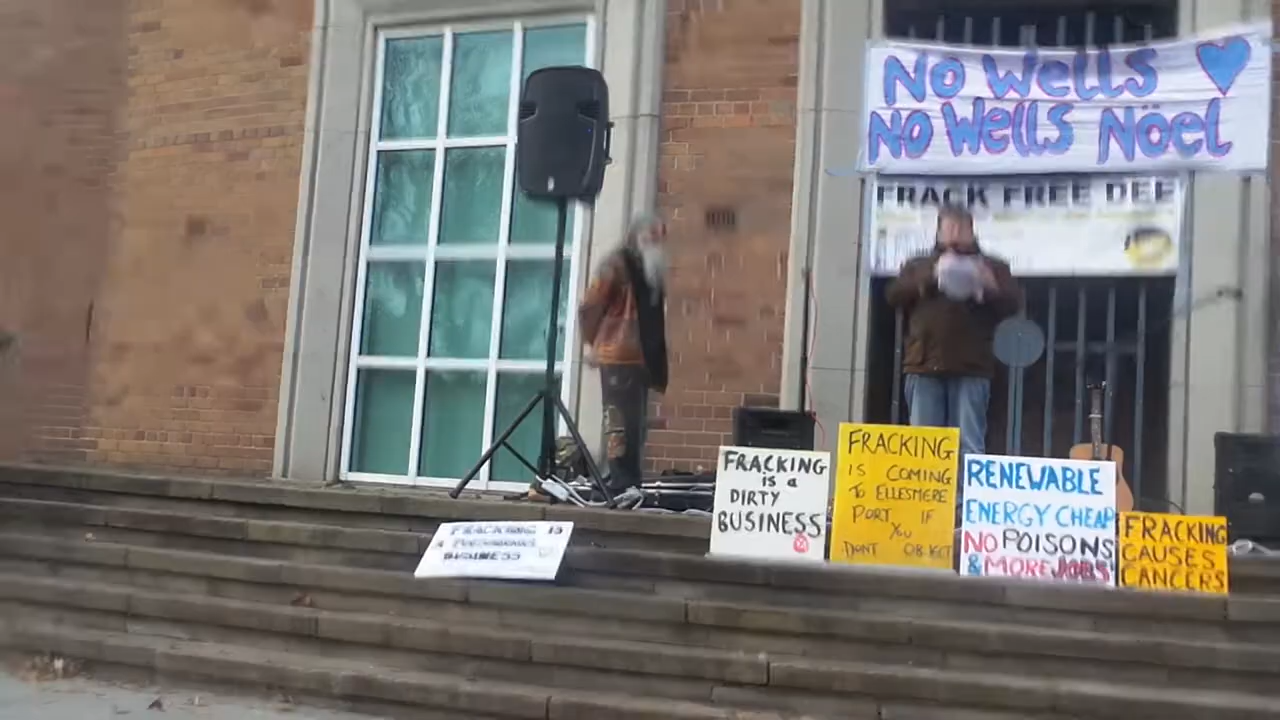 NO WELLS
NO WELLS NÖEL
FRACK FREE DEE
FRACKING
is a
DIRTY
BUSINESS
FRACKING
IS COMING
TO ELLESMERE
PORT IF
YOU
DONT OBJECT
RENEWABLE
ENERGY CHEAP
NO POISONS
& MORE JOBS
FRACKING
CAUSES
CANCERS
FRACKING IS
BUSINESS